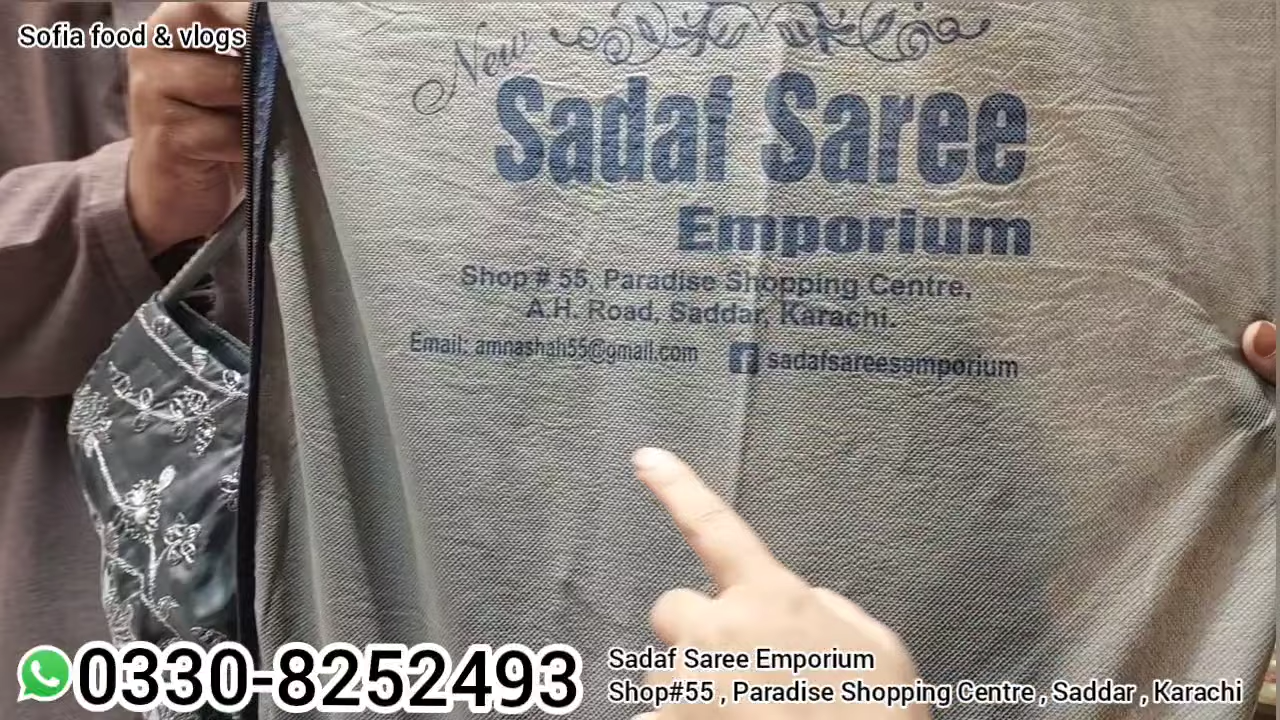 Sofia food & vlogs
New
Sadaf Saree
Emporium
Shop # 55, Paradise Shopping Centre,
A.H. Road, Saddar, Karachi.
Email: amnashah55@gmail.com
sadafsareesomporium
0330-8252493
Sadaf Saree Emporium
Shop#55 , Paradise Shopping Centre , Saddar , Karachi